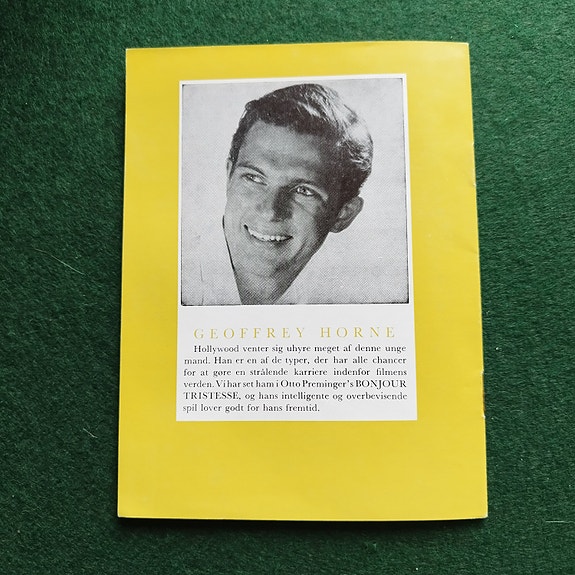 GEOFFREY HORNE
Hollywood venter sig uhyre meget af denne unge
mand. Han er en af de typer, der har alle chancer
for at gøre en strålende karriere indenfor filmens
verden. Vi har set ham i Otto Preminger's BONJOUR
TRISTESSE, og hans intelligente og overbevisende
spil lover godt for hans fremtid.